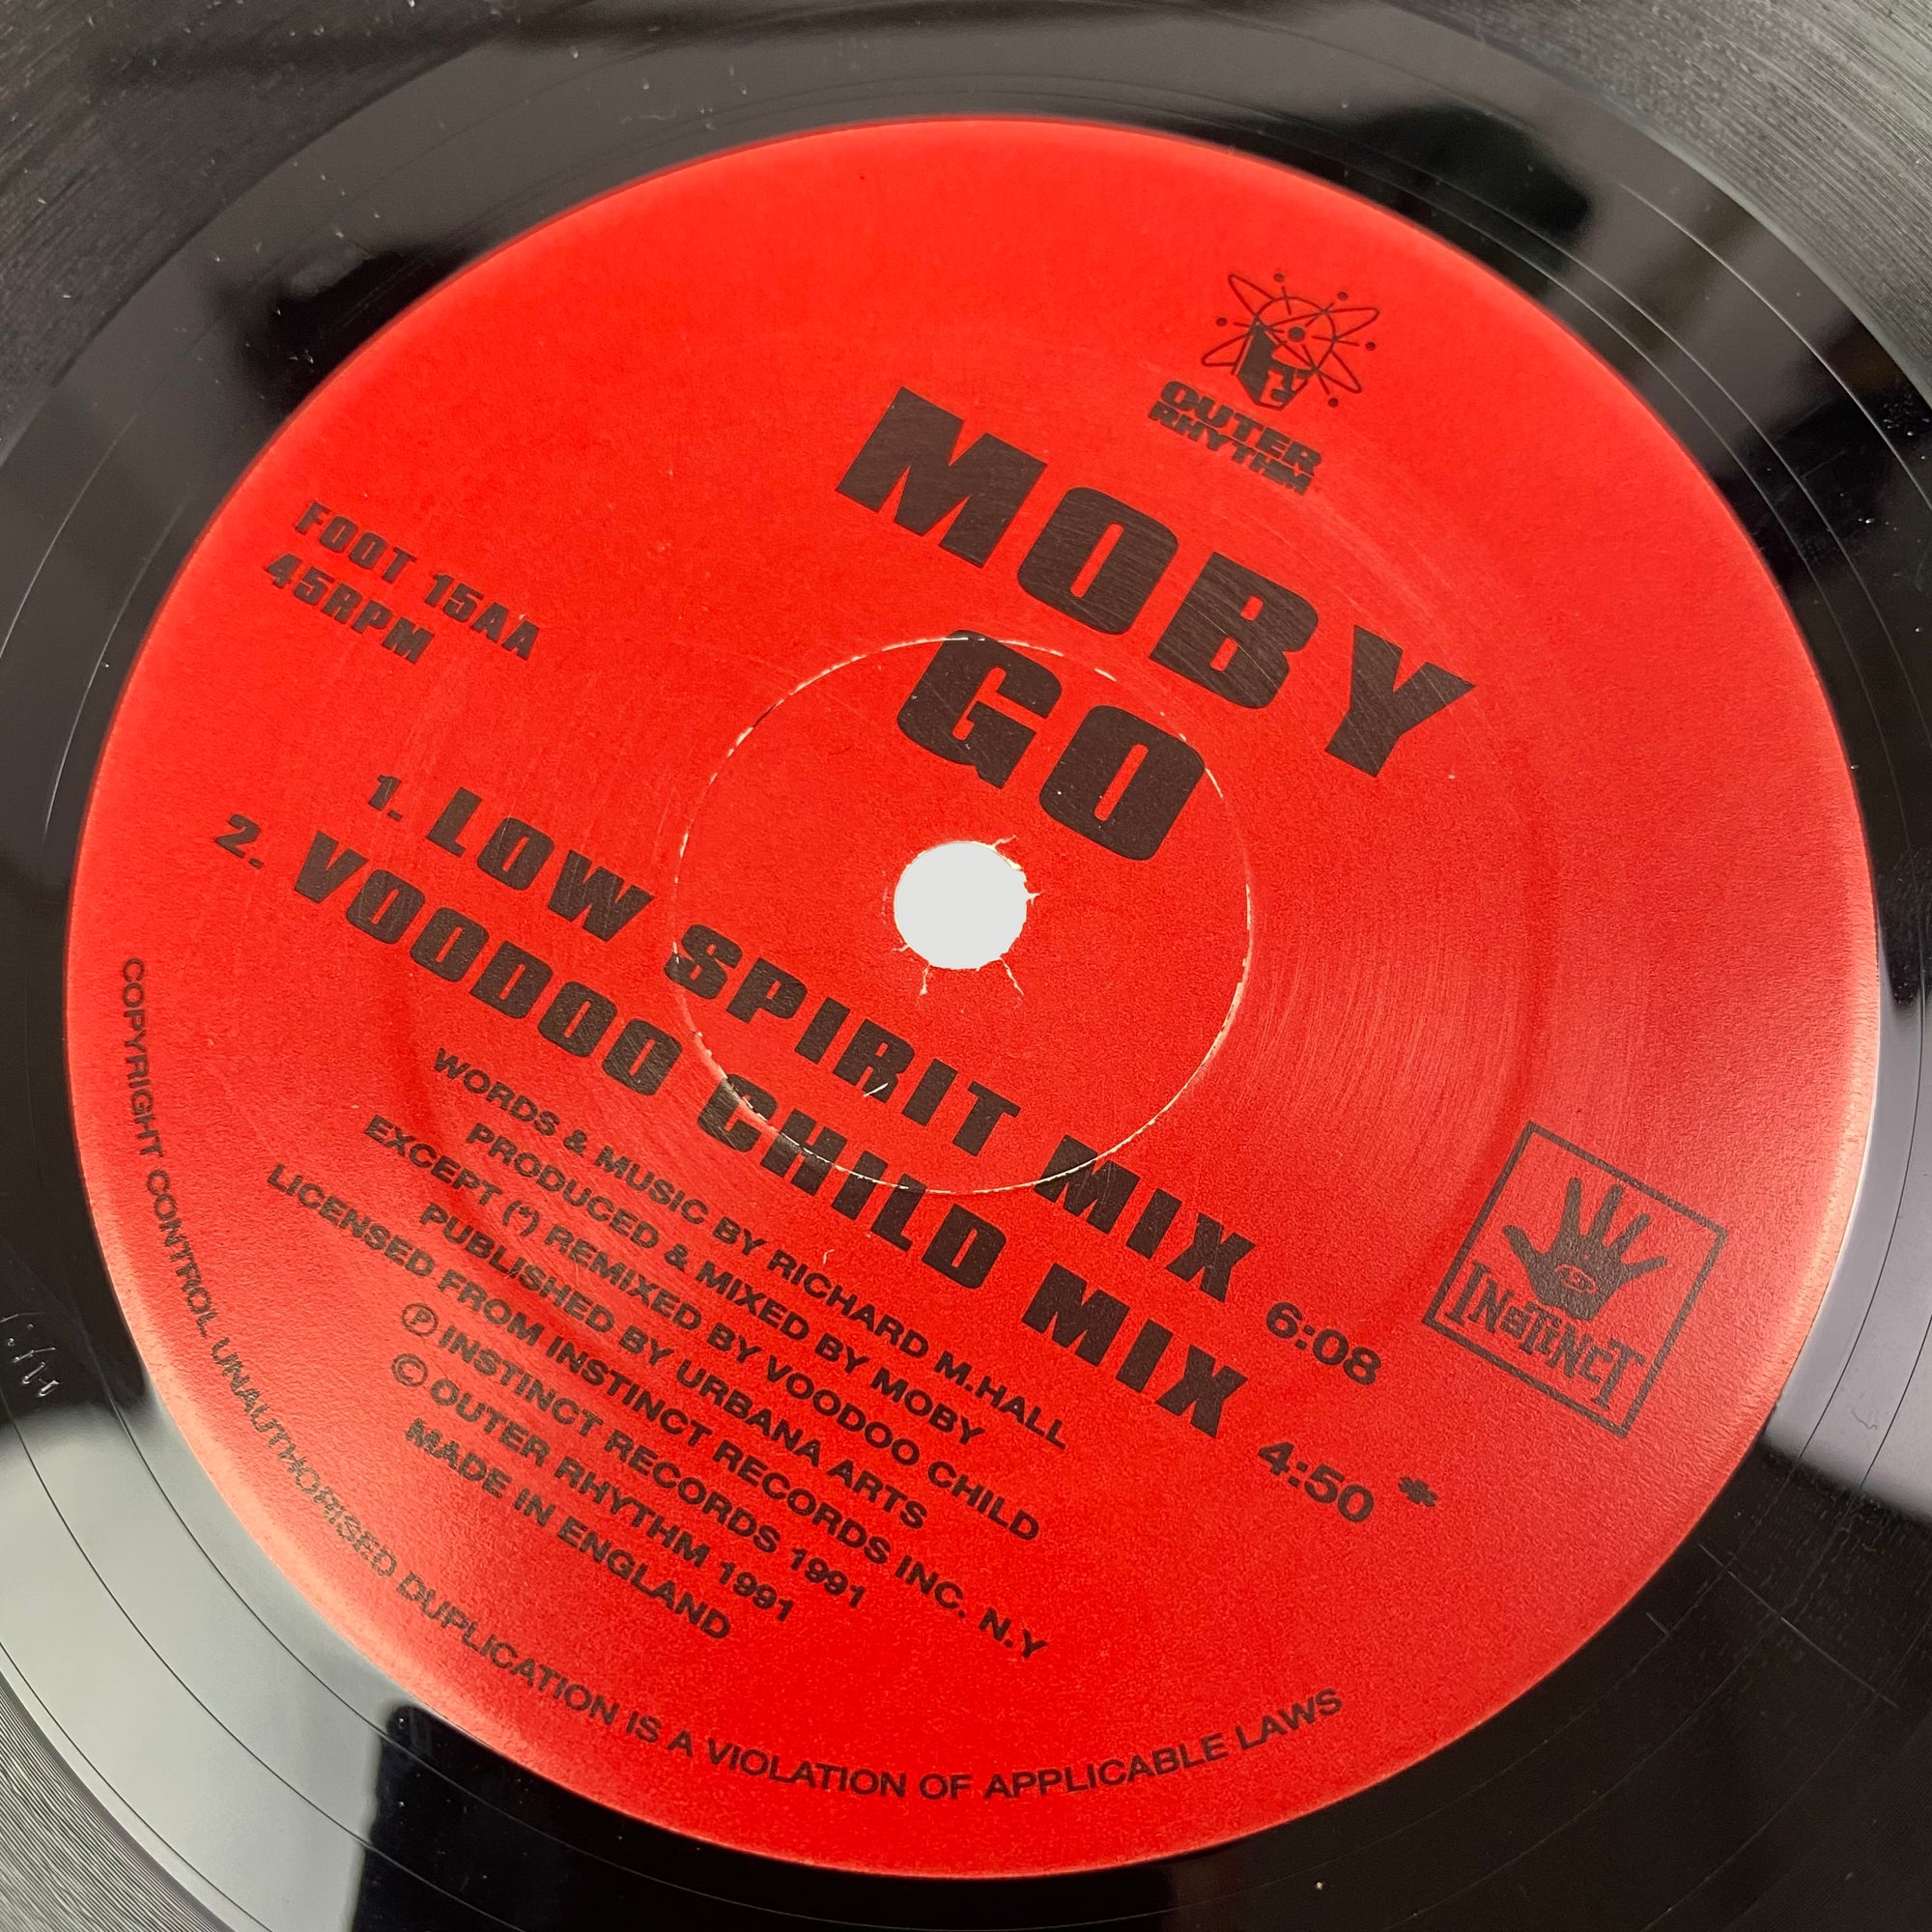 OUTER
RHYTHM
MOBY
GO
FOOT 15AA
45RPM
1. LOW SPIRIT MIX 6:08
2. VOODOO CHILD MIX 4:50 *
WORDS & MUSIC BY RICHARD M.HALL
PRODUCED & MIXED BY MOBY
EXCEPT (*) REMIXED BY VOODOO CHILD
PUBLISHED BY URBANA ARTS
LICENSED FROM INSTINCT RECORDS INC. N.Y
Ⓟ INSTINCT RECORDS 1991
© OUTER RHYTHM 1991
MADE IN ENGLAND
INSTINCT
COPYRIGHT CONTROL UNAUTHORISED DUPLICATION IS A VIOLATION OF APPLICABLE LAWS